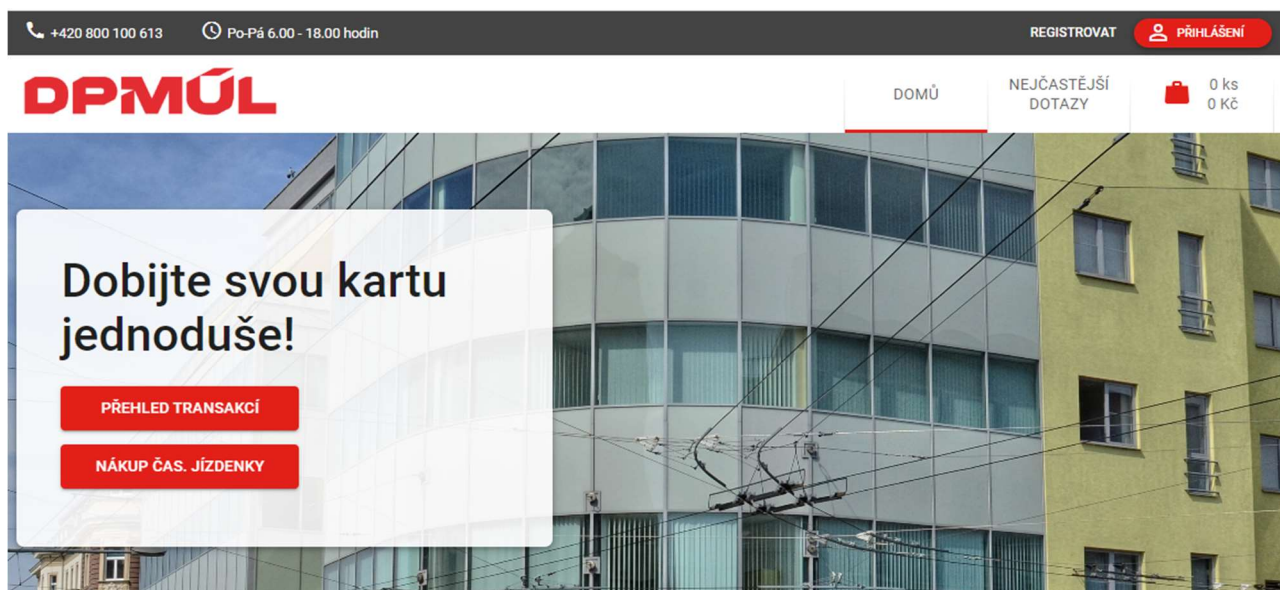 +420 800 100 613
Po-Pá 6.00 - 18.00 hodin
REGISTROVAT
PŘIHLÁŠENÍ
DPMÚL
DOMŮ
NEJČASTĚJŠÍ
DOTAZY
0 ks
0 Kč
Dobijte svou kartu
jednoduše!
PŘEHLED TRANSAKCÍ
NÁKUP ČAS. JÍZDENKY